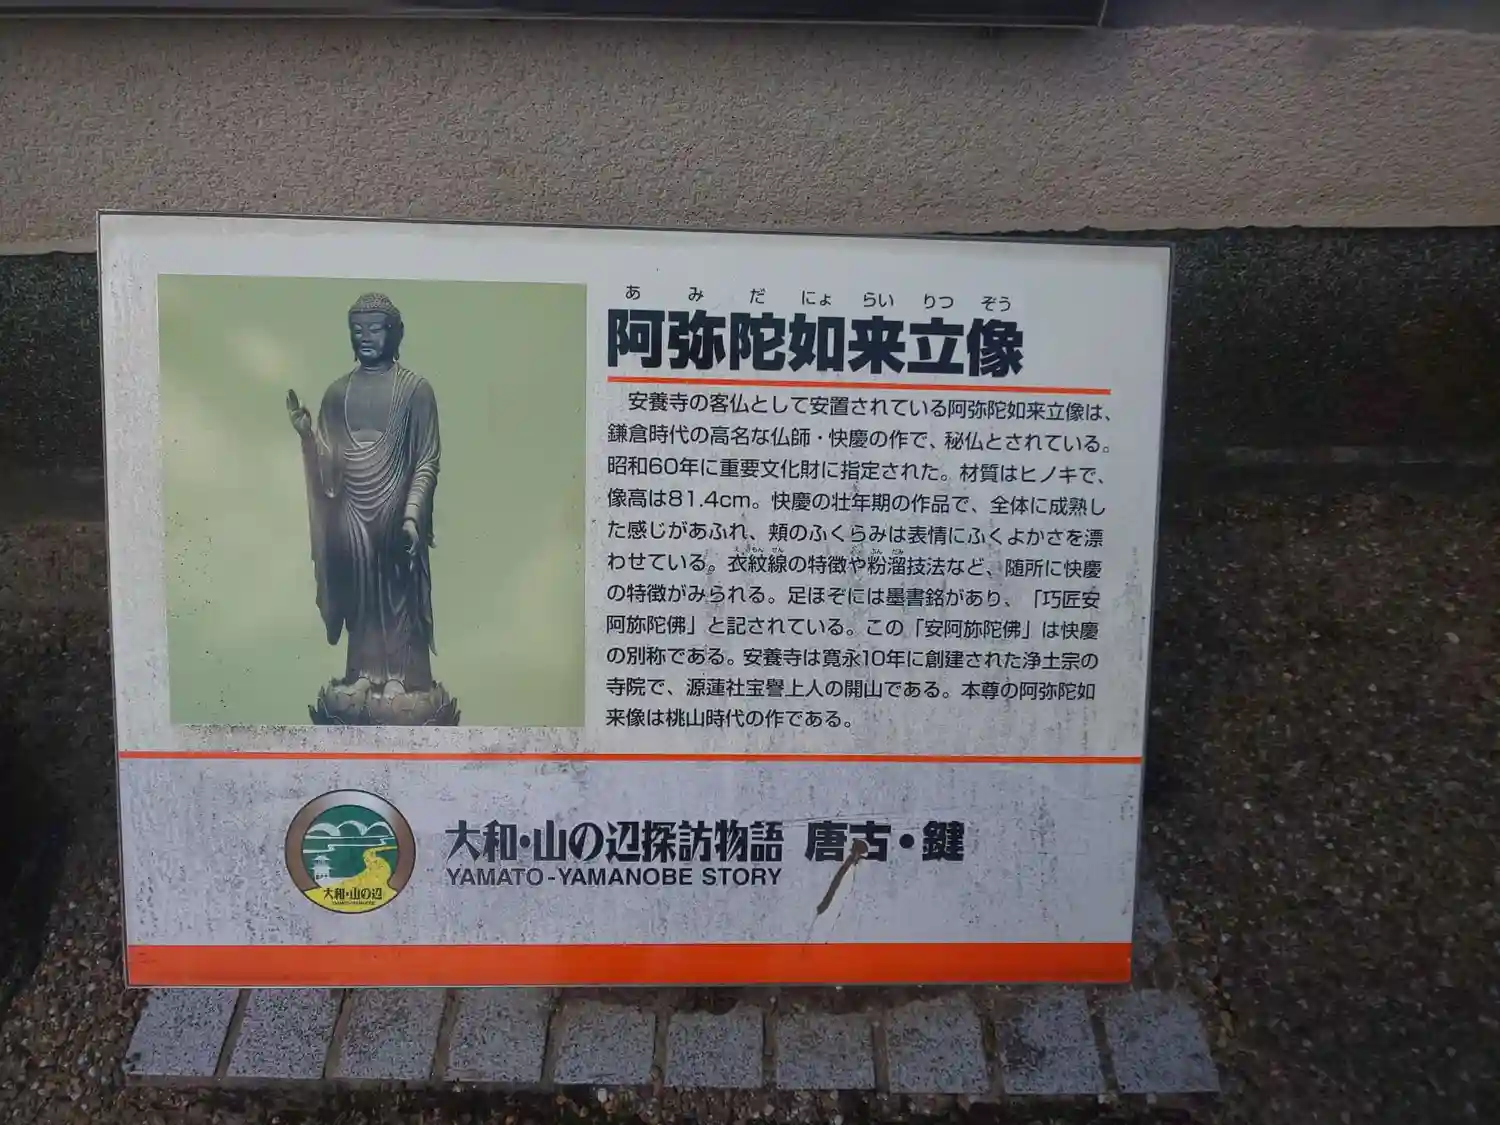 あ み だ にょ らい りつ ぞう
阿弥陀如来立像
安養寺の客仏として安置されている阿弥陀如来立像は、
鎌倉時代の高名な仏師・快慶の作で、秘仏とされている。
昭和60年に重要文化財に指定された。材質はヒノキで、
像高は81.4cm。快慶の壮年期の作品で、全体に成熟し
た感じがあふれ、頬のふくらみは表情にふくよかさを漂
わせている。衣紋線の特徴や粉溜技法など、随所に快慶
の特徴がみられる。足ほぞには墨書銘があり、「巧匠安
阿弥陀佛」と記されている。この「安阿弥陀佛」は快慶
の別称である。安養寺は寛永10年に創建された浄土宗の
寺院で、源蓮社宝譽上人の開山である。本尊の阿弥陀如
来像は桃山時代の作である。
大和・山の辺探訪物語 唐古・鍵
YAMATO-YAMANOBE STORY
大和・山の辺